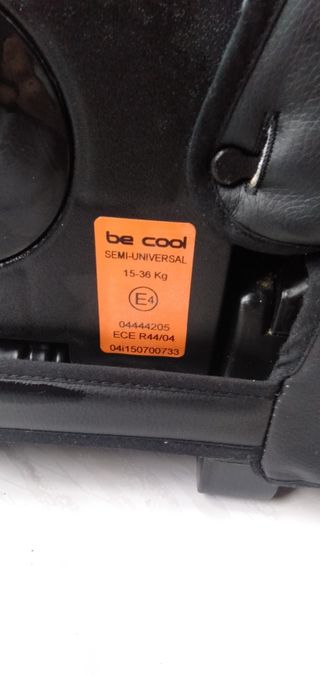 be cool
SEMI-UNIVERSAL
15-36 Kg
E4
04444205
ECE R44/04
04i150700733